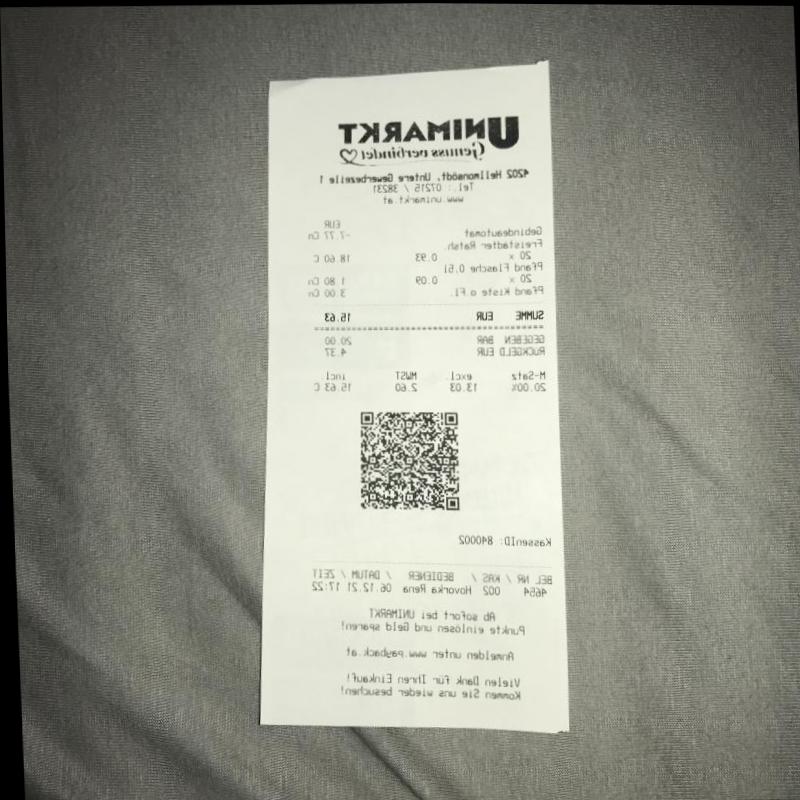 UNIMARKT
Genuss verbindet
4202 Hellmonsödt, Untere Gewerbezeile 1
Tel.: 07215 / 38231
www.unimarkt.at
EUR
Gebindeautomat -7.77 Cn
Freistädter Ratsh.
20 x 0.93 18.60 C
Pfand Flasche 0,5l
20 x 0.09 1.80 Cn
Pfand Kiste o.Fl. 3.00 Cn
SUMME EUR 15.63
GEGEBEN BAR 20.00
RÜCKGELD EUR 4.37
M-Satz excl. MWST incl
20.00% 13.03 2.60 15.63 C
KassenID: 840002
BEL NR / KAS / BEDIENER / DATUM / ZEIT
4654 002 Hovorka Rena 06.12.21 17:22
Ab sofort bei UNIMARKT
Punkte einlösen und Geld sparen!
Anmelden unter www.payback.at
Vielen Dank für Ihren Einkauf!
Kommen Sie uns wieder besuchen!